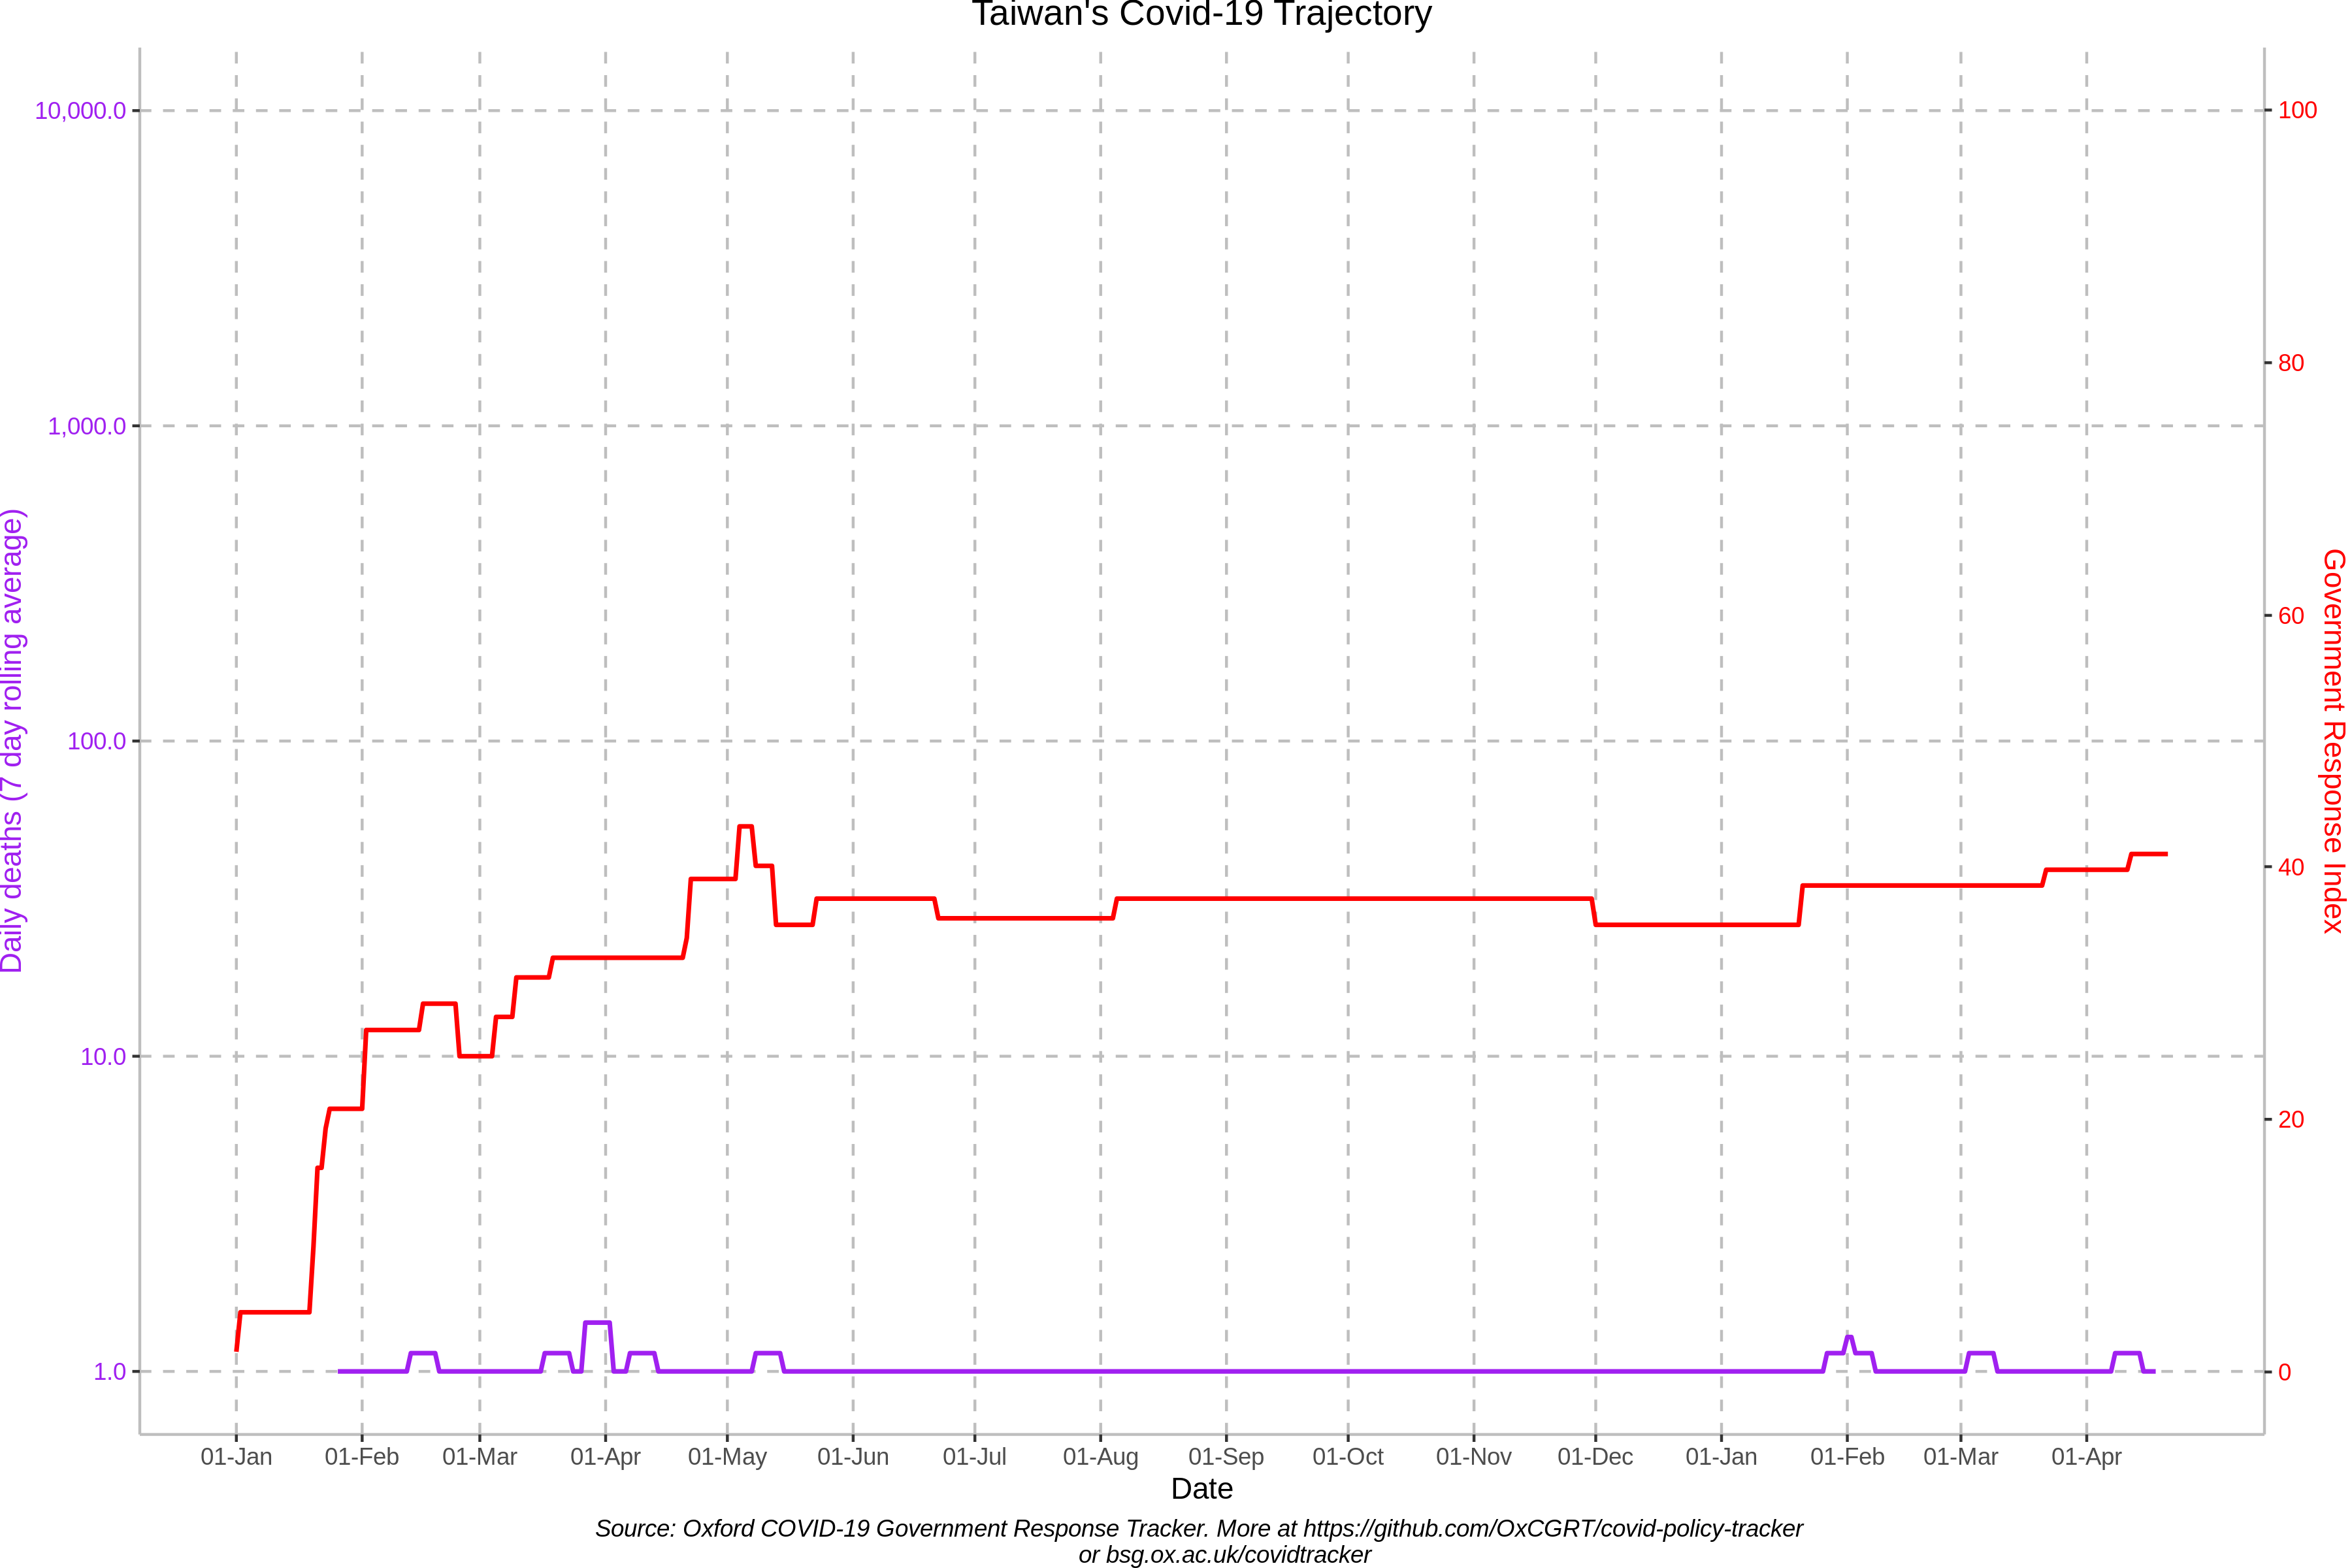 Taiwan's Covid-19 Trajectory
10,000.0
1,000.0
100.0
10.0
1.0
Daily deaths (7 day rolling average)
100
80
60
40
20
0
Government Response Index
01-Jan 01-Feb 01-Mar 01-Apr 01-May 01-Jun 01-Jul 01-Aug 01-Sep 01-Oct 01-Nov 01-Dec 01-Jan 01-Feb 01-Mar 01-Apr
Date
Source: Oxford COVID-19 Government Response Tracker. More at https://github.com/OxCGRT/covid-policy-tracker
or bsg.ox.ac.uk/covidtracker